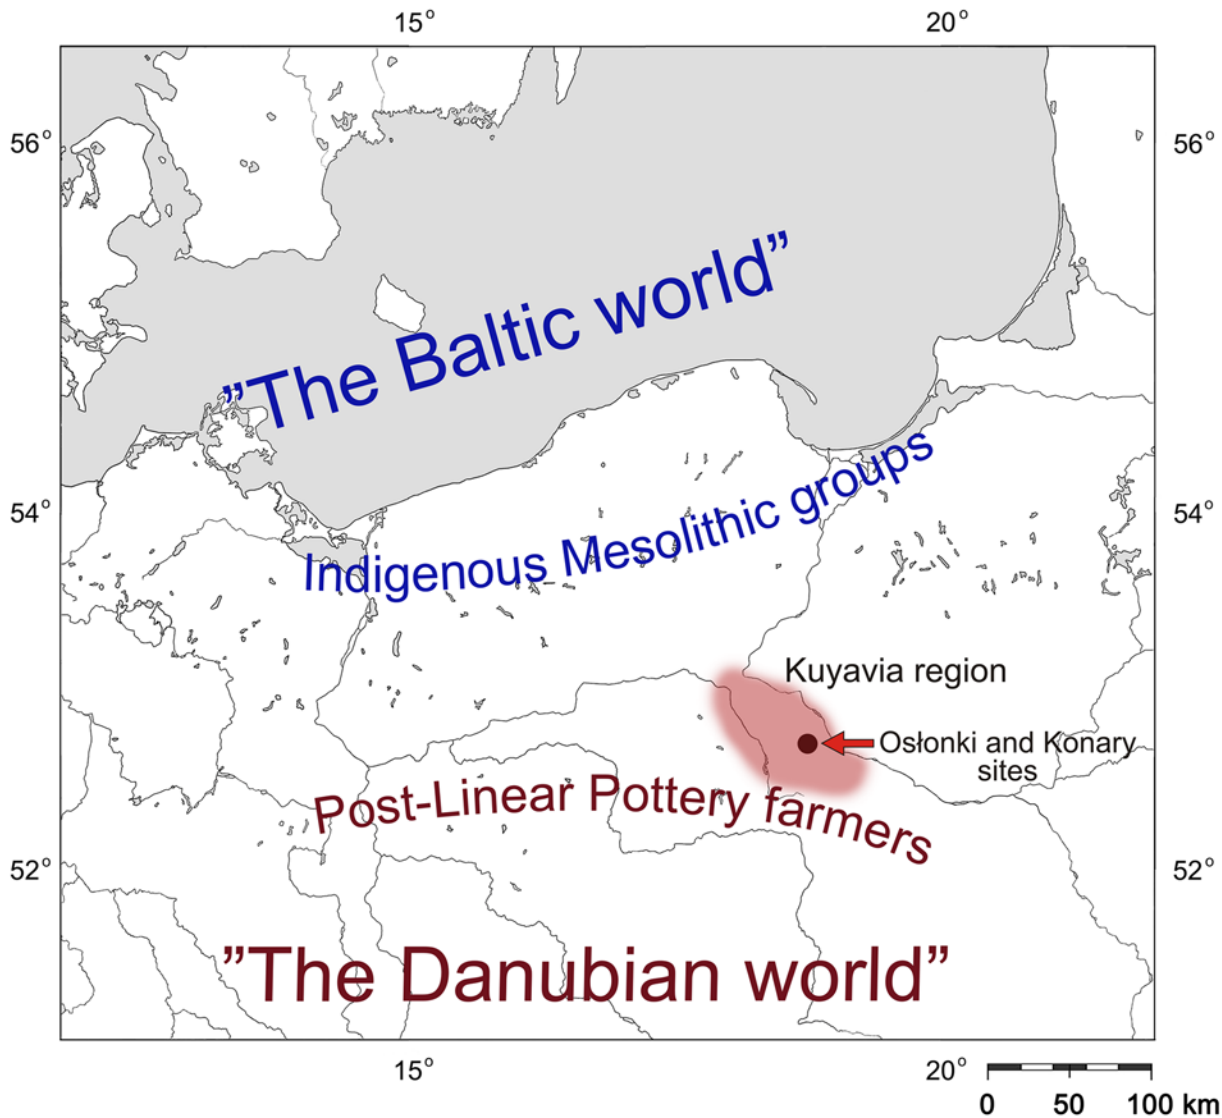 15° 20°
56° 56°
”The Baltic world”
54° 54°
Indigenous Mesolithic groups
Kuyavia region
Osłonki and Konary
sites
Post-Linear Pottery farmers
52° 52°
”The Danubian world”
15° 20°
0 50 100 km